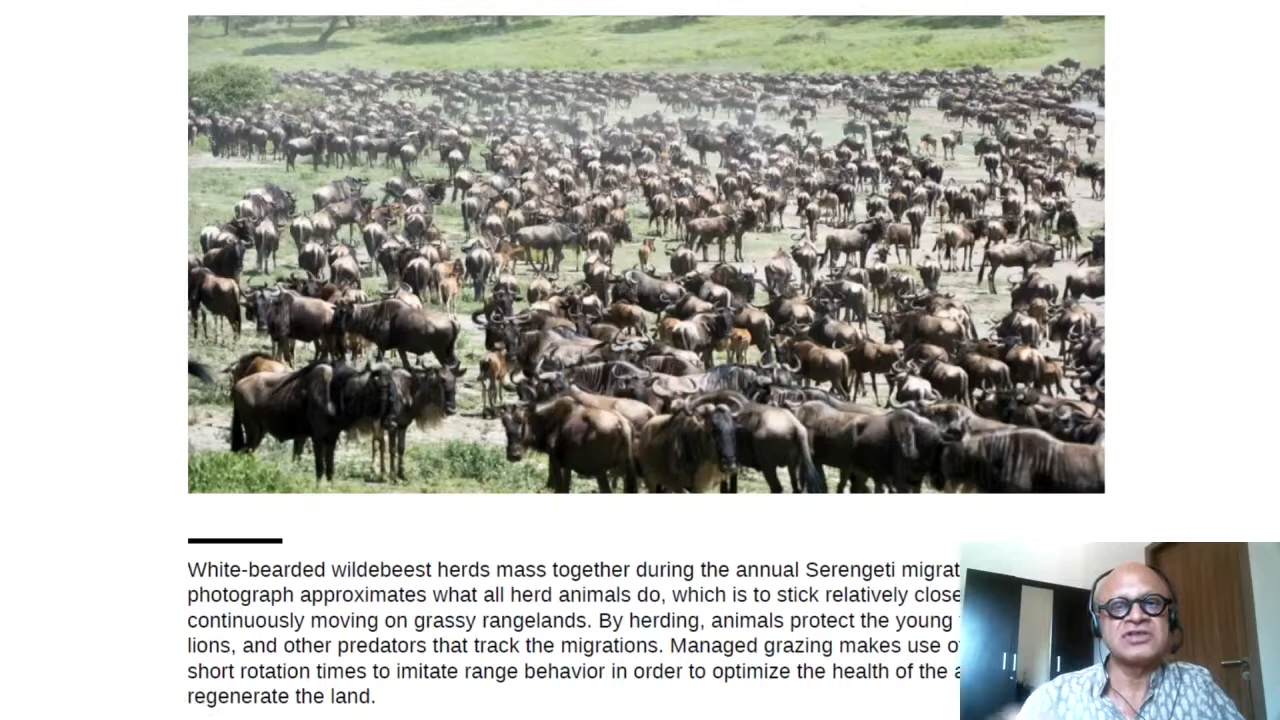 White-bearded wildebeest herds mass together during the annual Serengeti
photograph approximates what all herd animals do, which is to stick relatively
continuously moving on grassy rangelands. By herding, animals protect the young
lions, and other predators that track the migrations. Managed grazing makes use
short rotation times to imitate range behavior in order to optimize the health of the
regenerate the land.